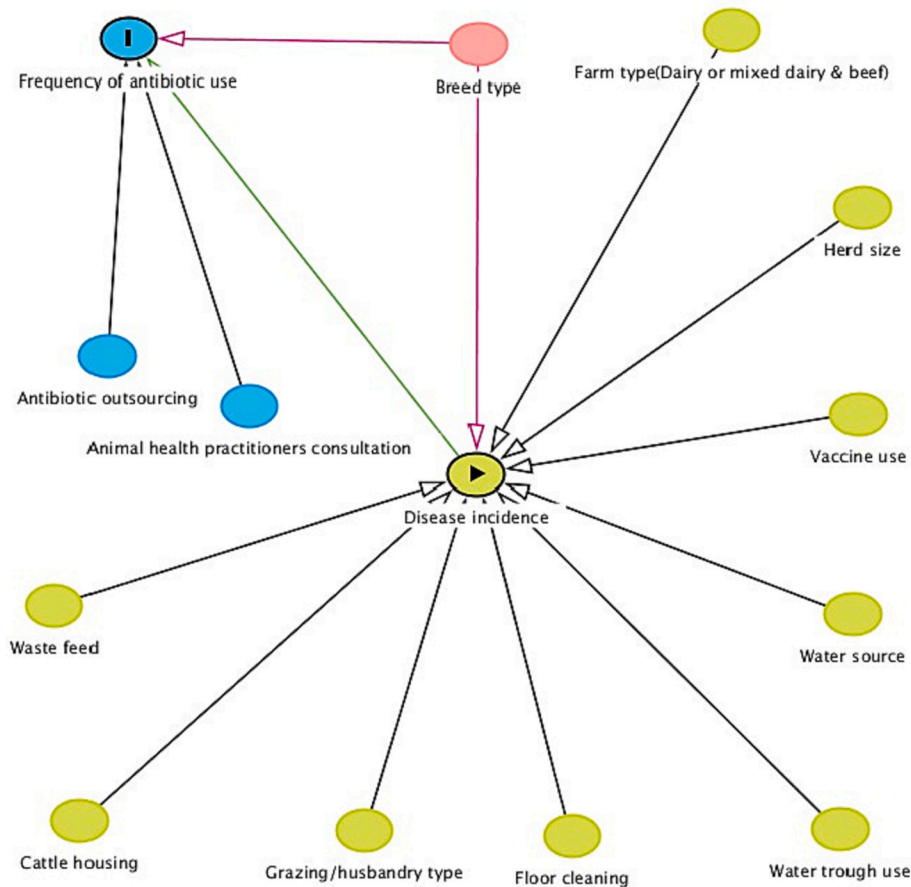 Frequency of antibiotic use
Breed type
Farm type(Dairy or mixed dairy & beef)
Herd size
Antibiotic outsourcing
Animal health practitioners consultation
Vaccine use
Disease incidence
Waste feed
Water source
Cattle housing
Grazing/husbandry type
Floor cleaning
Water trough use